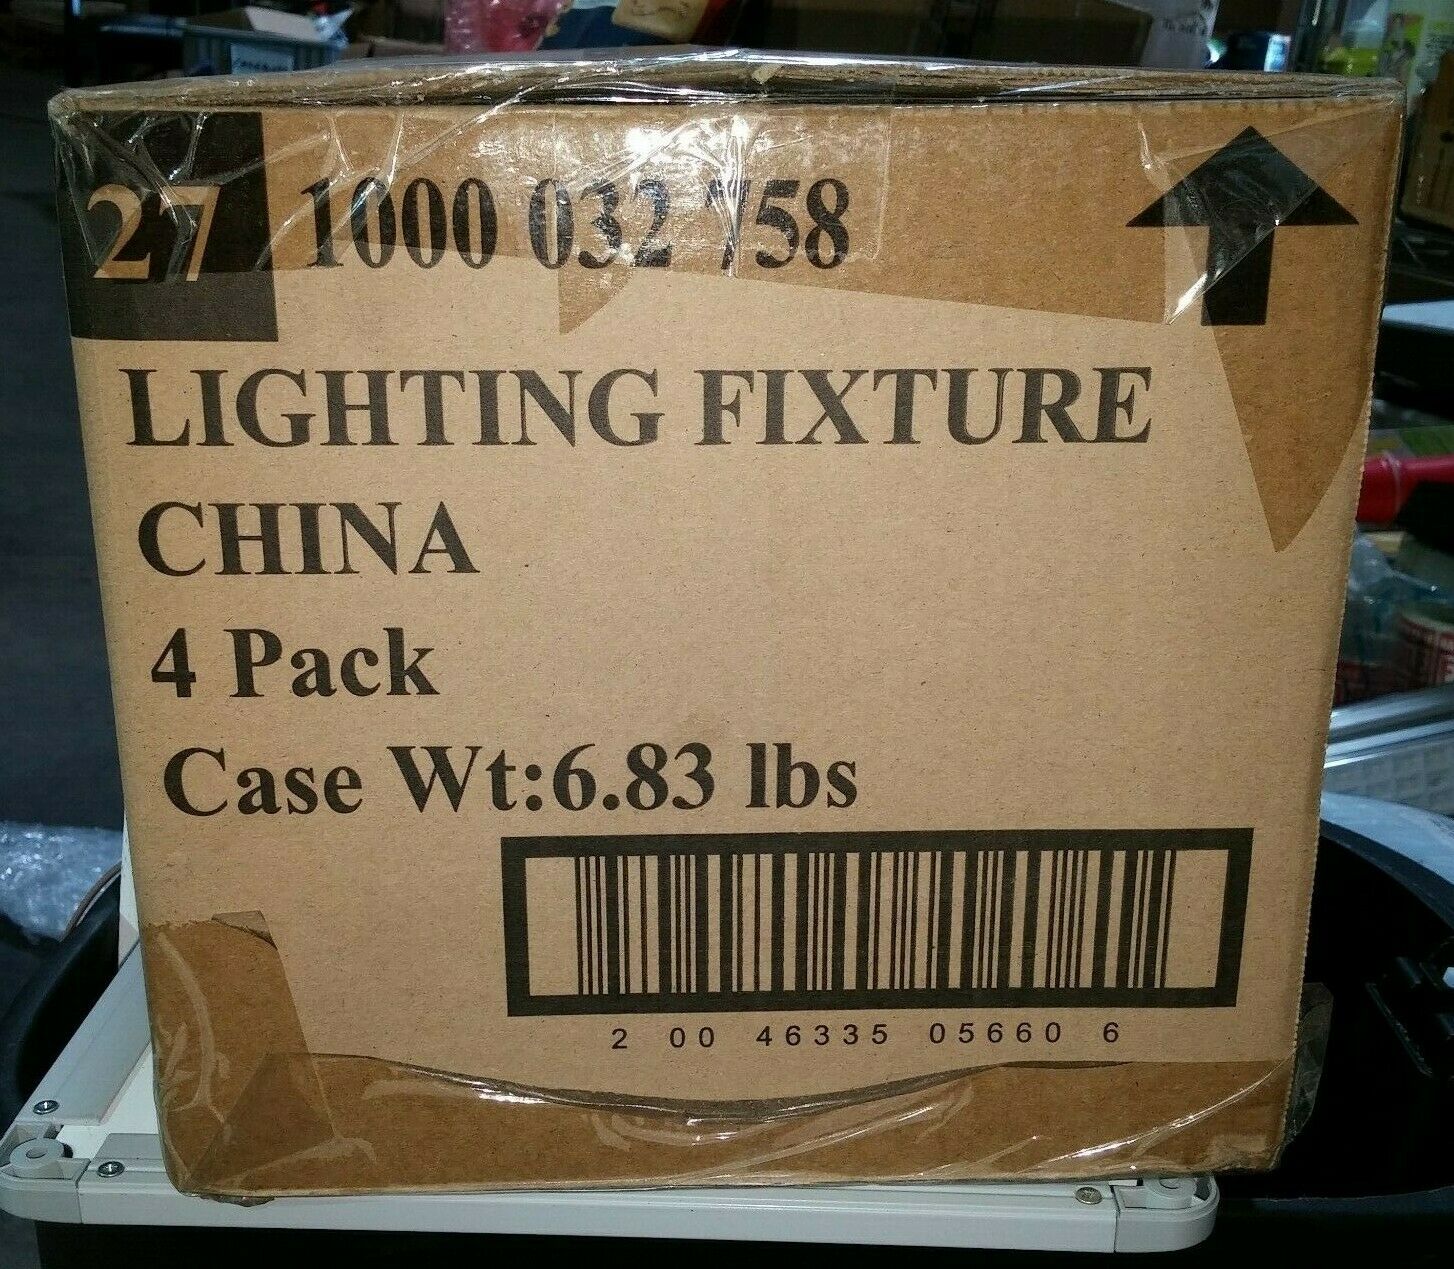 27 1000 032 758
LIGHTING FIXTURE
CHINA
4 Pack
Case Wt:6.83 lbs
2 00 46335 05660 6